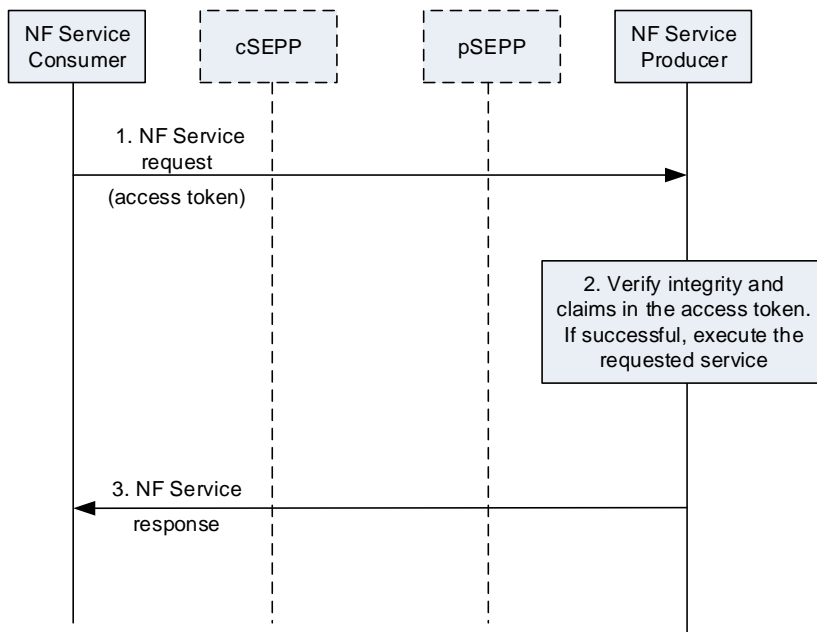 NF Service
Consumer
cSEPP
pSEPP
NF Service
Producer
1. NF Service
request
(access token)
2. Verify integrity and
claims in the access token.
If successful, execute the
requested service
3. NF Service
response